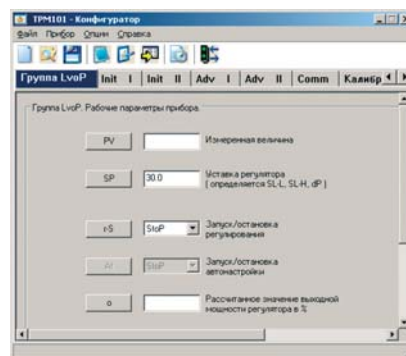 ТРМ101 - Конфигуратор
Файл Прибор Опции Справка
Группа LvoP Init I Init II Adv I Adv II Comm Калибр
Группа LvoP. Рабочие параметры прибора.
PV Измеренная величина
SP 30.0 Уставка регулятора
( определяется SL-L, SL-H, dP )
r-S StoP Запуск/остановка
регулирования
At StoP Запуск/остановка
автонастройки
o Рассчитанное значение выходной
мощности регулятора в %